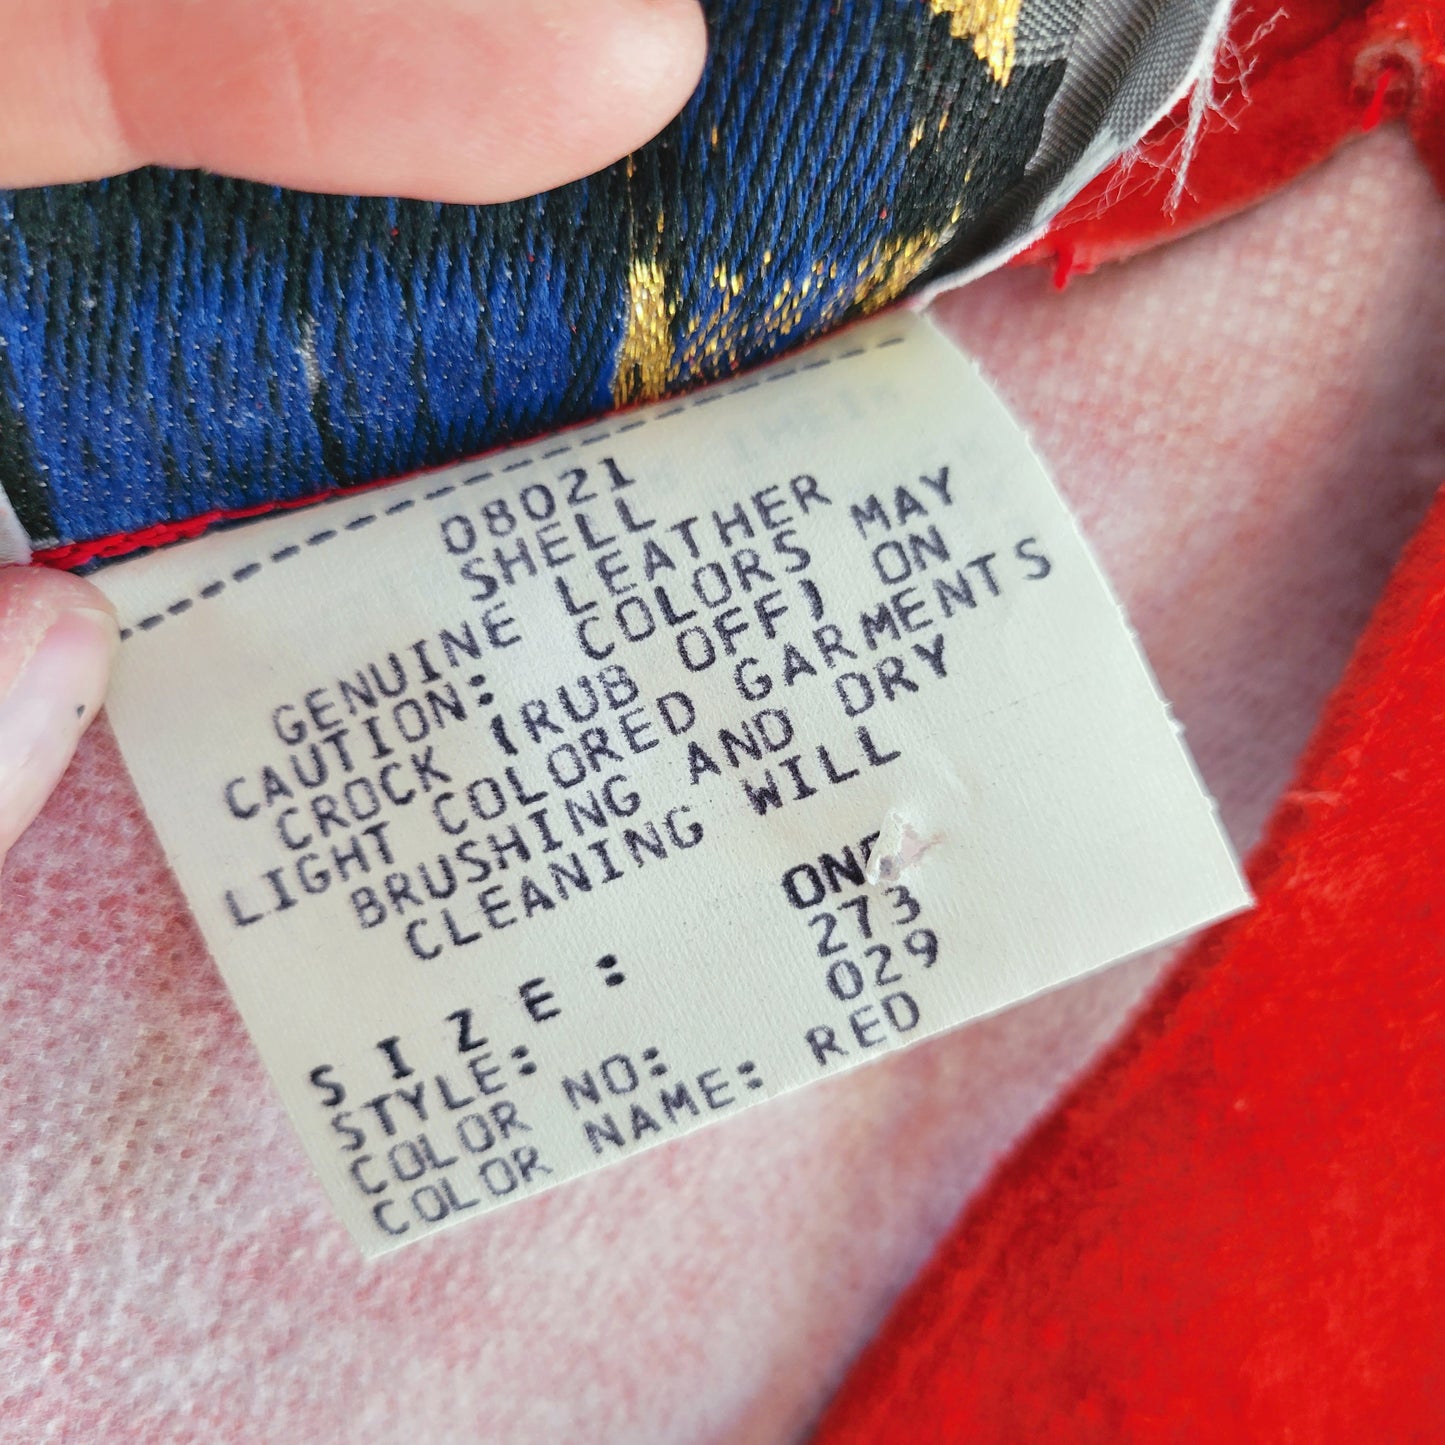 08021
SHELL
GENUINE LEATHER
CAUTION: COLORS MAY
CROCK (RUB OFF) ON
LIGHT COLORED GARMENTS
BRUSHING AND DRY
CLEANING WILL
SIZE: ONE
STYLE: 273
COLOR NO: 029
COLOR NAME: RED